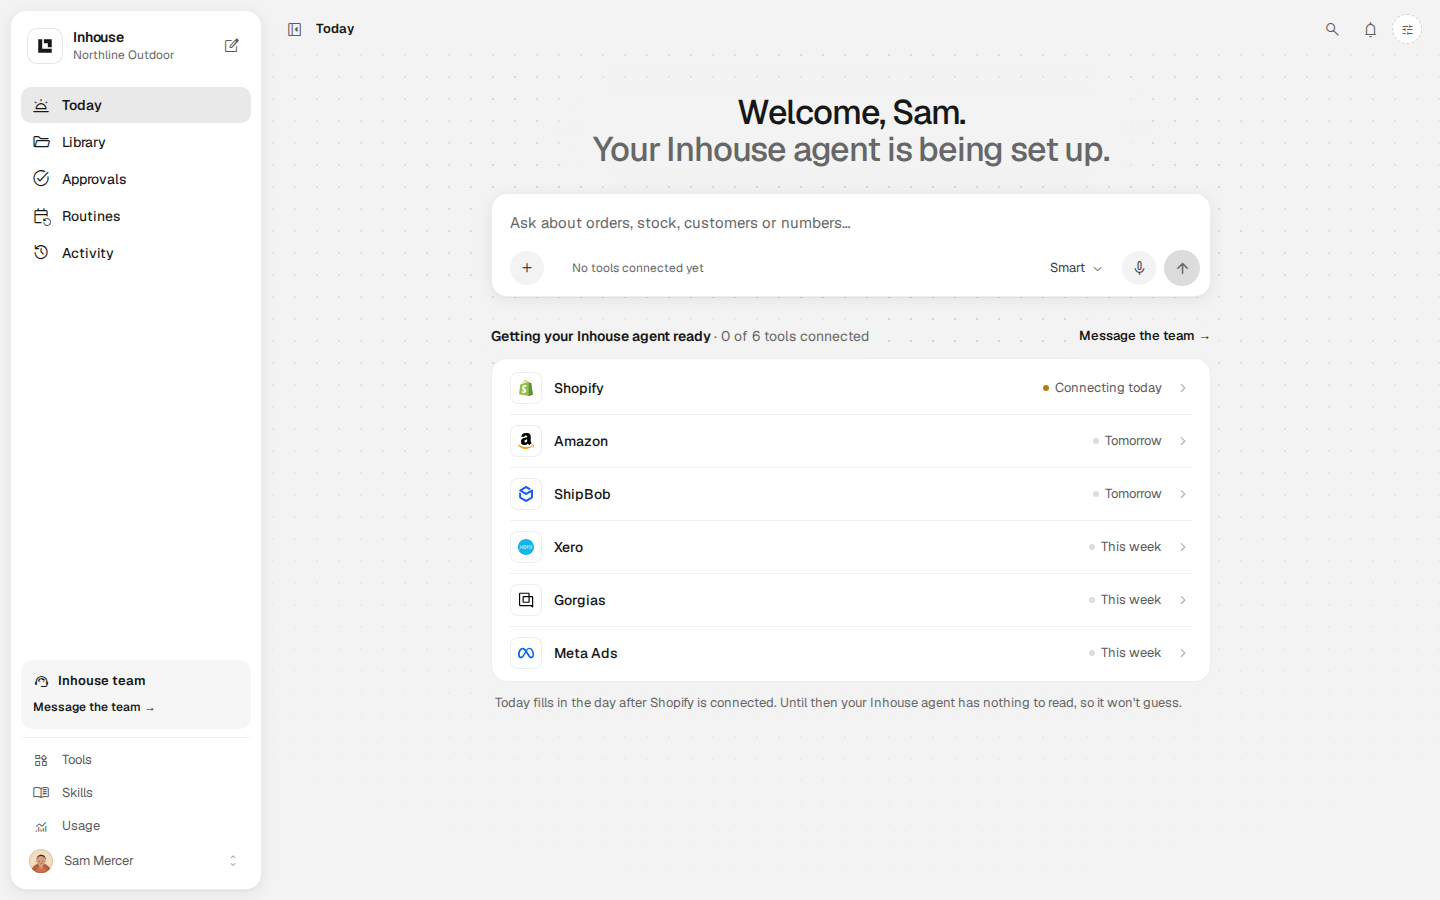 Inhouse
Northline Outdoor
Today
Library
Approvals
Routines
Activity
Inhouse team
Message the team →
Tools
Skills
Usage
Sam Mercer
Today
Welcome, Sam.
Your Inhouse agent is being set up.
Ask about orders, stock, customers or numbers...
No tools connected yet
Smart
Getting your Inhouse agent ready · 0 of 6 tools connected
Message the team →
Shopify
Connecting today
Amazon
Tomorrow
ShipBob
Tomorrow
xero
Xero
This week
Gorgias
This week
Meta Ads
This week
Today fills in the day after Shopify is connected. Until then your Inhouse agent has nothing to read, so it won't guess.